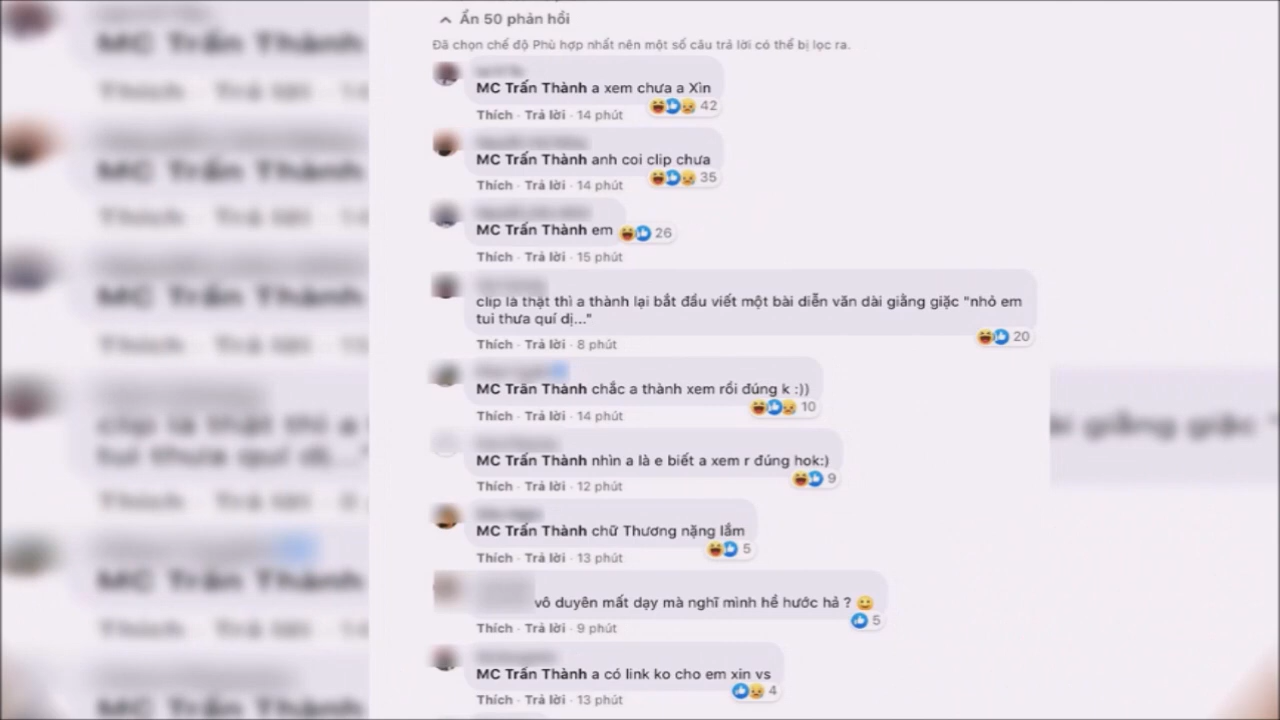 Ẩn 50 phản hồi
Đã chọn chế độ Phù hợp nhất nên một số câu trả lời có thể bị lọc ra.
MC Trấn Thành a xem chưa a Xìn
42
Thích · Trả lời · 14 phút
MC Trấn Thành anh coi clip chưa
35
Thích · Trả lời · 14 phút
MC Trấn Thành em
26
Thích · Trả lời · 15 phút
clip là thật thì a thành lại bắt đầu viết một bài diễn văn dài giằng giặc "nhỏ em
tui thưa quí dị..."
20
Thích · Trả lời · 8 phút
MC Trấn Thành chắc a thành xem rồi đúng k :))
10
Thích · Trả lời · 14 phút
MC Trấn Thành nhìn a là e biết a xem r đúng hok:)
9
Thích · Trả lời · 12 phút
MC Trấn Thành chữ Thương nặng lắm
5
Thích · Trả lời · 13 phút
vô duyên mất dạy mà nghĩ mình hề hước hả ? 🙂
5
Thích · Trả lời · 9 phút
MC Trấn Thành a có link ko cho em xin vs
4
Thích · Trả lời · 13 phút